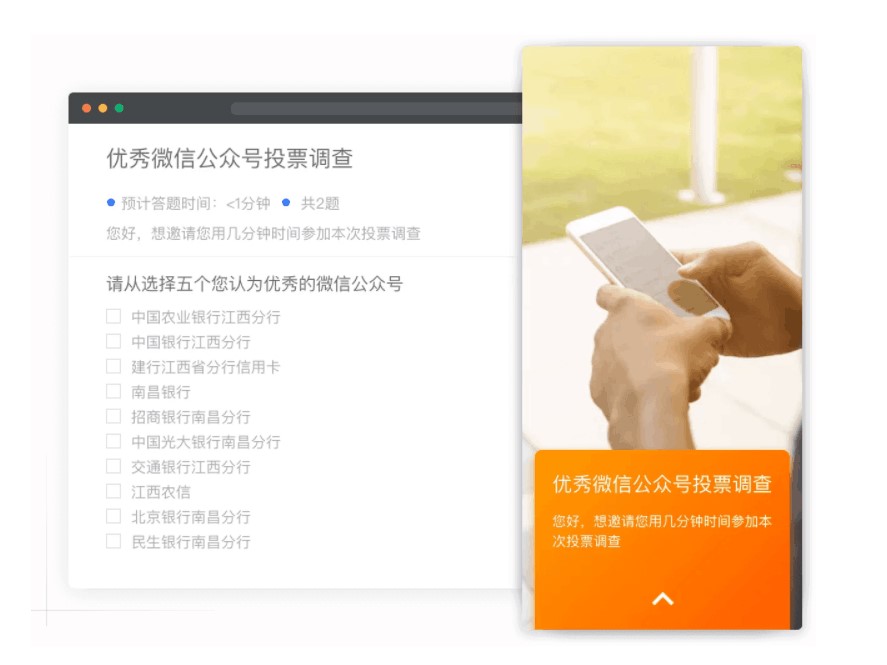 优秀微信公众号投票调查
预计答题时间：<1分钟 共2题
您好，想邀请您用几分钟时间参加本次投票调查
请从选择五个您认为优秀的微信公众号
中国农业银行江西分行
中国银行江西分行
建行江西省分行信用卡
南昌银行
招商银行南昌分行
中国光大银行南昌分行
交通银行江西分行
江西农信
北京银行南昌分行
民生银行南昌分行
优秀微信公众号投票调查
您好，想邀请您用几分钟时间参加本
次投票调查